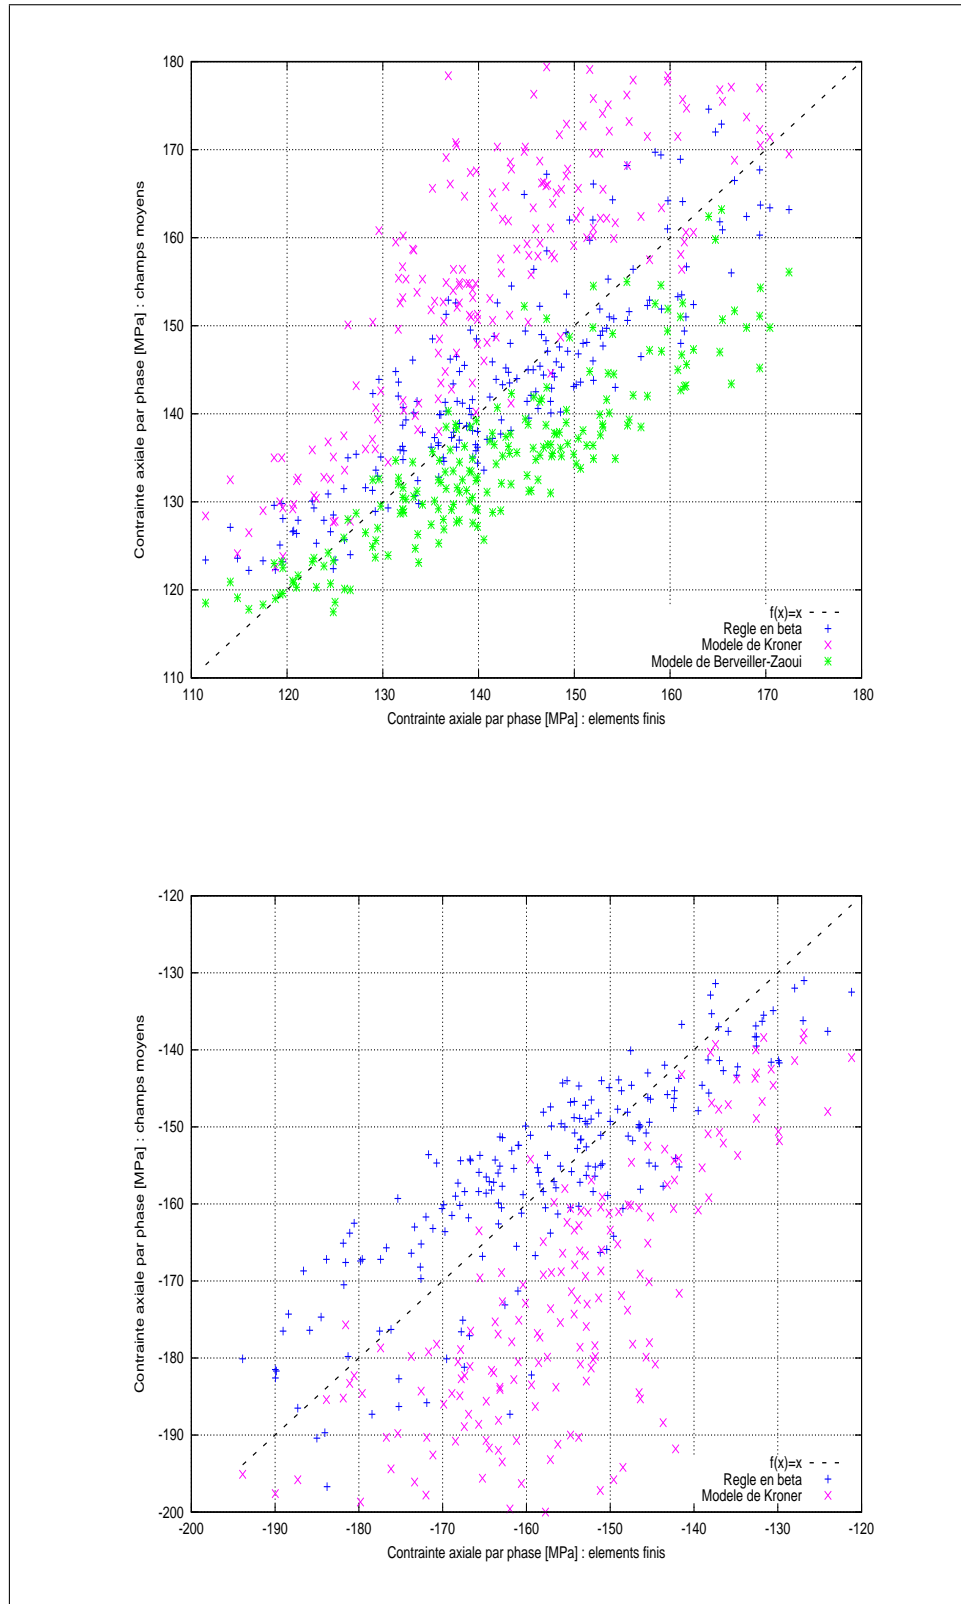 180
170
160
150
140
130
120
110
Contrainte axiale par phase [MPa] : champs moyens
f(x)=x
Regle en beta
Modele de Kroner
Modele de Berveiller-Zaoui
110 120 130 140 150 160 170 180
Contrainte axiale par phase [MPa] : elements finis
-120
-130
-140
-150
-160
-170
-180
-190
-200
Contrainte axiale par phase [MPa] : champs moyens
f(x)=x
Regle en beta
Modele de Kroner
-200 -190 -180 -170 -160 -150 -140 -130 -120
Contrainte axiale par phase [MPa] : elements finis